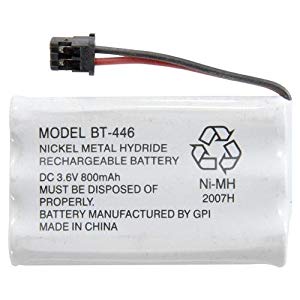 MODEL BT-446
NICKEL METAL HYDRIDE
RECHARGEABLE BATTERY
DC 3.6V 800mAh
MUST BE DISPOSED OF
PROPERLY.
BATTERY MANUFACTURED BY GPI
MADE IN CHINA
Ni-MH
2007H